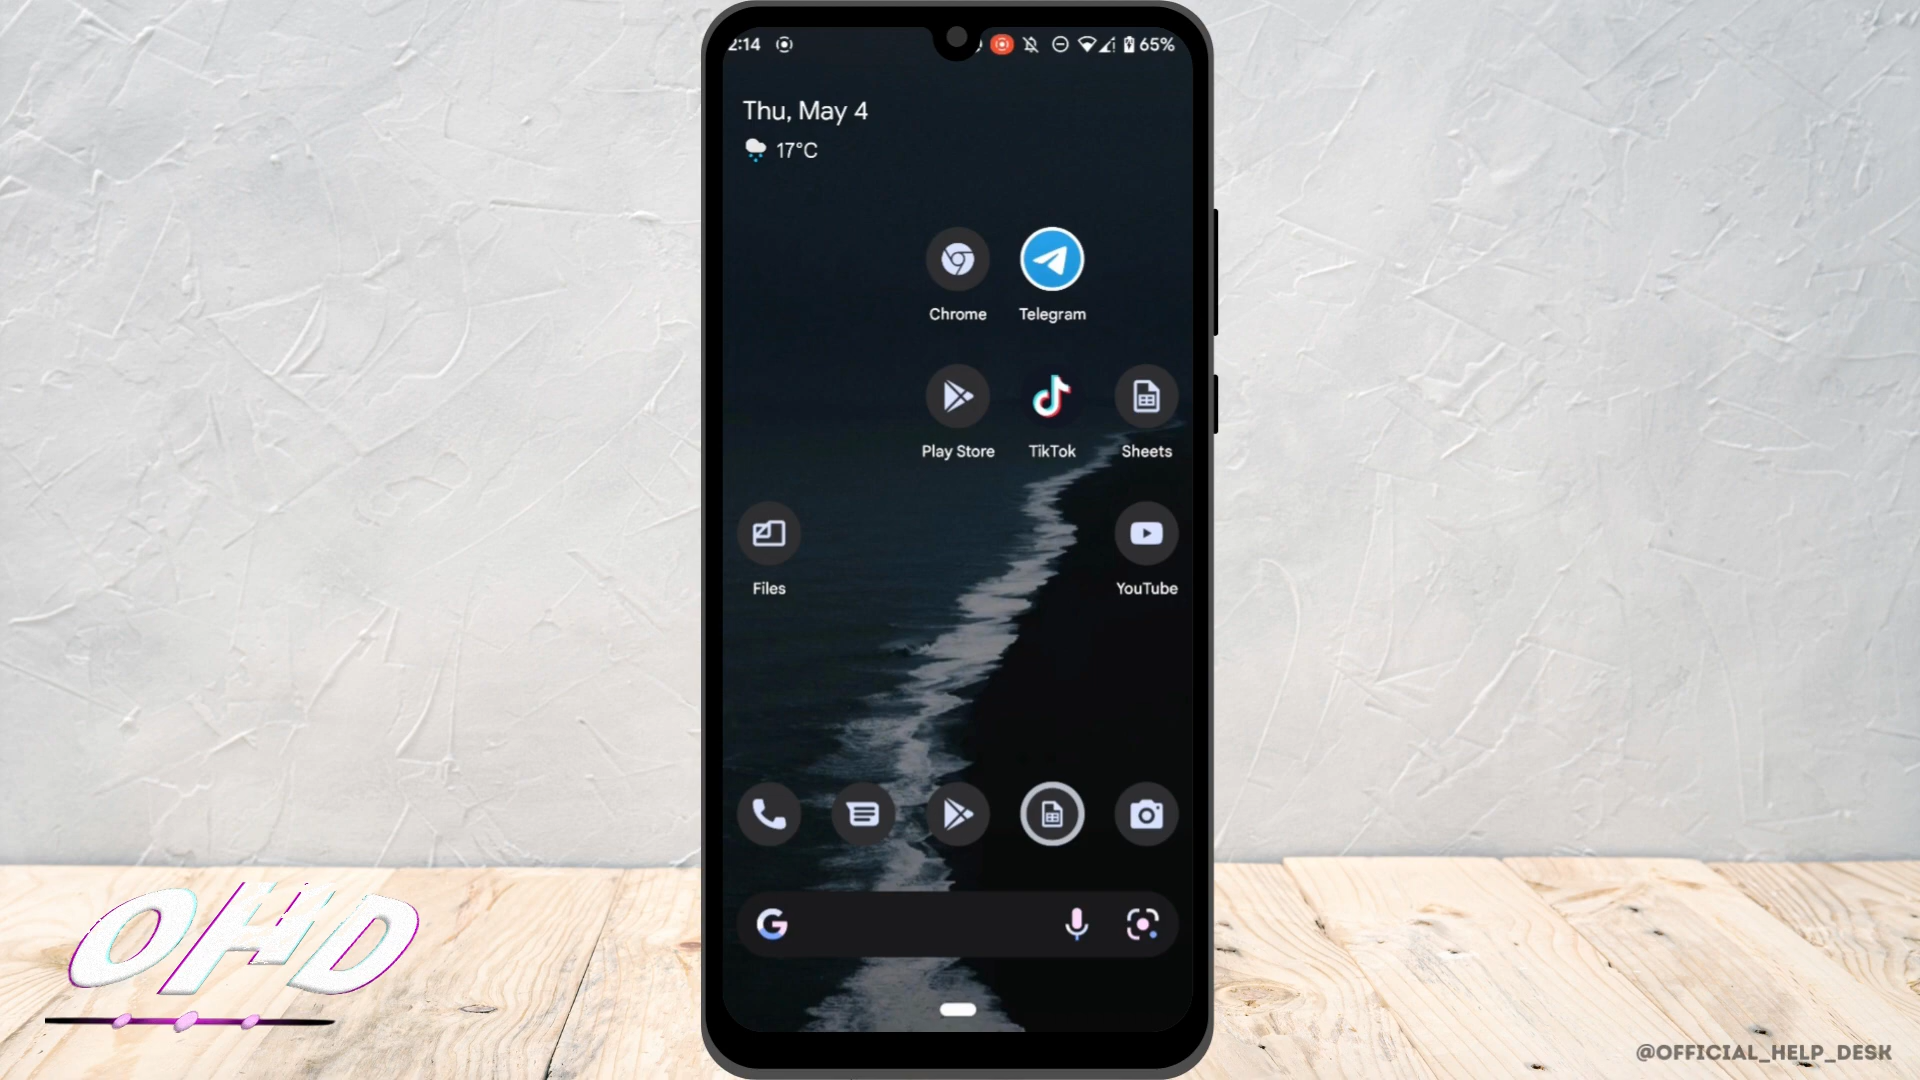 2:14
65%
Thu, May 4
17°C
Chrome
Telegram
Play Store
TikTok
Sheets
Files
YouTube
G
OHD
@OFFICIAL_HELP_DESK